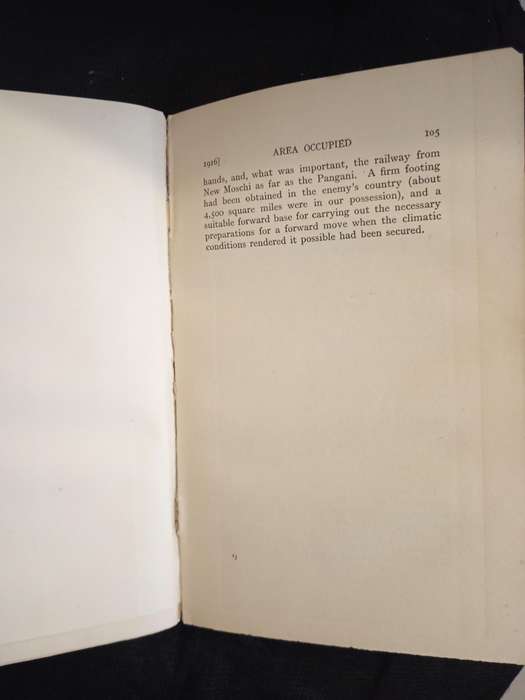 1916] AREA OCCUPIED 105
hands, and, what was important, the railway from
New Moschi as far as the Pangani. A firm footing
had been obtained in the enemy's country (about
4,500 square miles were in our possession), and a
suitable forward base for carrying out the necessary
preparations for a forward move when the climatic
conditions rendered it possible had been secured.